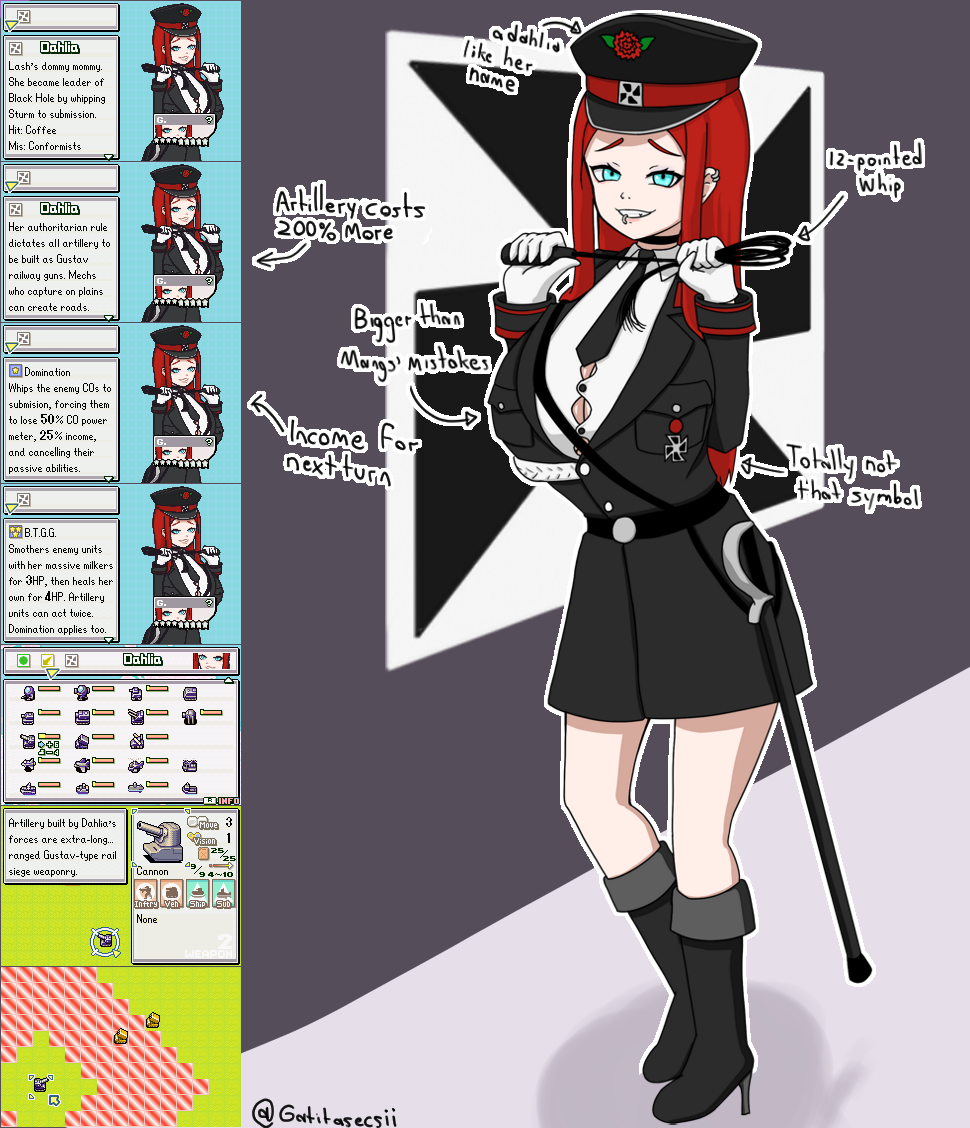 Dahlia
Lash's dommy mommy.
She became leader of
Black Hole by whipping
Sturm to submission.
Hit: Coffee
Mis: Conformists
G.
?
Dahlia
Her authoritarian rule
dictates all artillery to
be built as Gustav
railway guns. Mechs
who capture on plains
can create roads.
G.
?
Domination
Whips the enemy COs to
submision, forcing them
to lose 50% CO power
meter, 25% income,
and cancelling their
passive abilities.
G.
?
B.T.G.G.
Smothers enemy units
with her massive milkers
for 3HP, then heals her
own for 4HP. Artillery
units can act twice.
Domination applies too.
G.
?
Dahlia
R INFO
Artillery built by Dahlia's
forces are extra-long...
ranged Gustav-type rail
siege weaponry.
Move 3
Vision 1
25/25
9/9 4~10
Cannon
Inftry Veh Ship Sub
None
2
WEAPON
a dahlia
like her
name
12-pointed
whip
Artillery costs
200% More
Bigger than
Mangs' mistakes
Income for
next turn
Totally not
that symbol
@Gatitasecsii